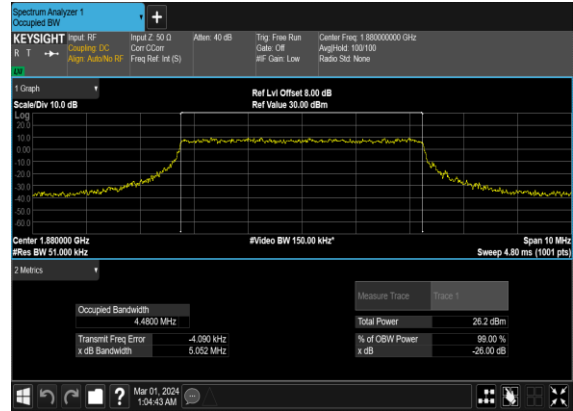 Spectrum Analyzer 1
Occupied BW
KEYSIGHT
R T
Input: RF
Coupling: DC
Align: Auto/No RF
Input Z: 50 Ω
Corr CCorr
Freq Ref: Int (S)
Atten: 40 dB
Trig: Free Run
Gate: Off
#IF Gain: Low
Center Freq: 1.880000000 GHz
Avg|Hold: 100/100
Radio Std: None
1 Graph
Scale/Div 10.0 dB
Ref Lvl Offset 8.00 dB
Ref Value 30.00 dBm
Log
20.0
10.0
0.00
-10.0
-20.0
-30.0
-40.0
-50.0
-60.0
Center 1.880000 GHz
#Res BW 51.000 kHz
#Video BW 150.00 kHz*
Span 10 MHz
Sweep 4.80 ms (1001 pts)
2 Metrics
Measure Trace
Trace 1
Occupied Bandwidth
4.4800 MHz
Total Power
26.2 dBm
Transmit Freq Error
-4.090 kHz
% of OBW Power
99.00 %
x dB Bandwidth
5.052 MHz
x dB
-26.00 dB
?
Mar 01, 2024
1:04:43 AM